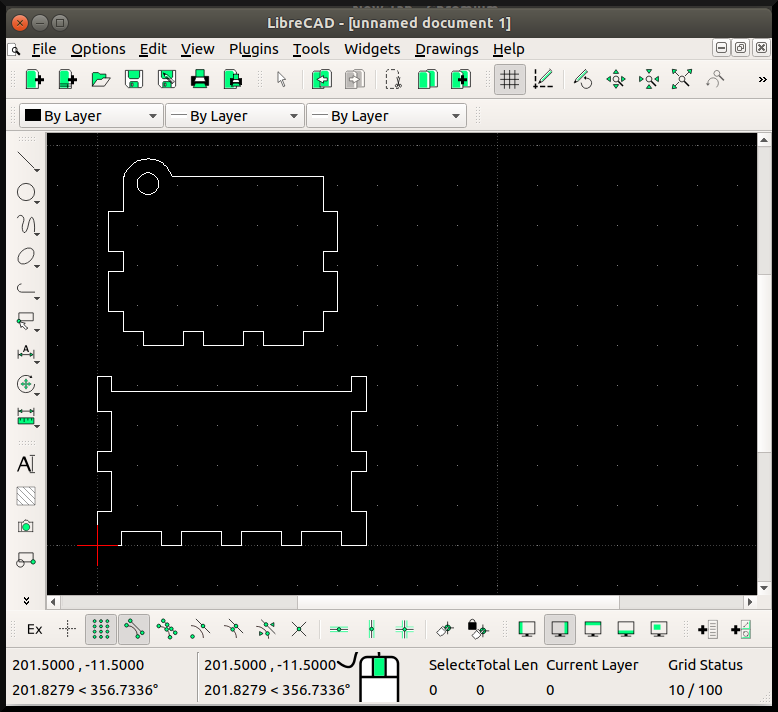 LibreCAD - [unnamed document 1]
File Options Edit View Plugins Tools Widgets Drawings Help
By Layer By Layer By Layer
A
A
Ex
201.5000 , -11.5000 201.5000 , -11.5000 Selecte Total Len Current Layer Grid Status
201.8279 < 356.7336° 201.8279 < 356.7336° 0 0 0 10 / 100